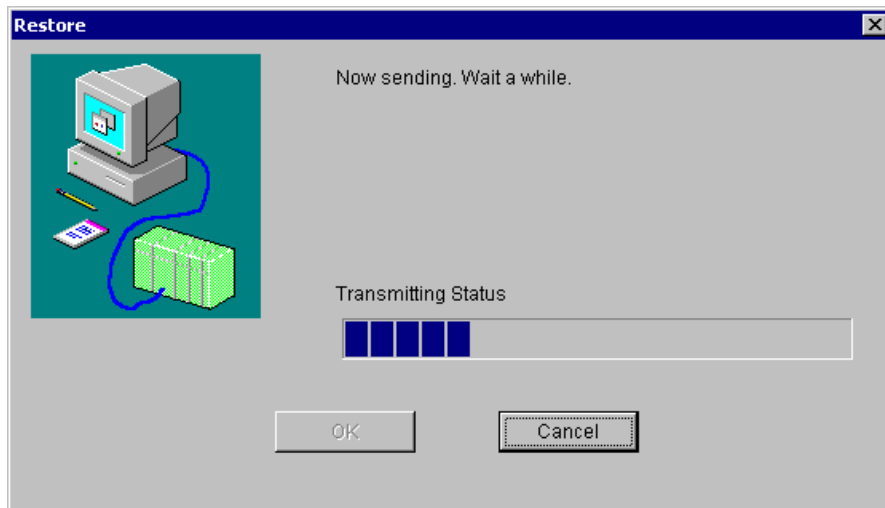 Restore
Now sending. Wait a while.
Transmitting Status
OK
Cancel